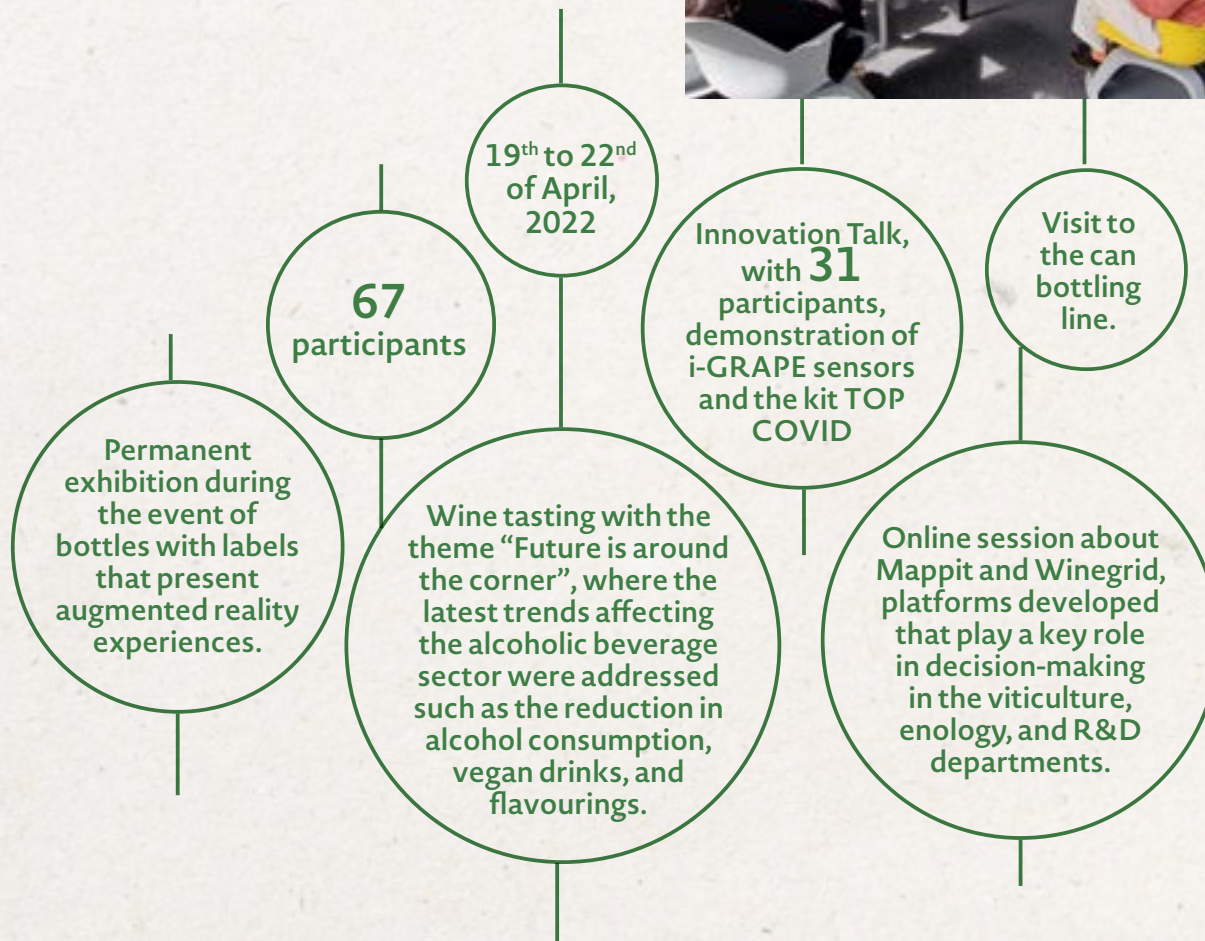 19th to 22nd
of April,
2022
67
participants
Innovation Talk,
with 31
participants,
demonstration of
i-GRAPE sensors
and the kit TOP
COVID
Visit to
the can
bottling
line.
Permanent
exhibition during
the event of
bottles with labels
that present
augmented reality
experiences.
Wine tasting with the
theme “Future is around
the corner”, where the
latest trends affecting
the alcoholic beverage
sector were addressed
such as the reduction in
alcohol consumption,
vegan drinks, and
flavourings.
Online session about
Mappit and Winegrid,
platforms developed
that play a key role
in decision-making
in the viticulture,
enology, and R&D
departments.